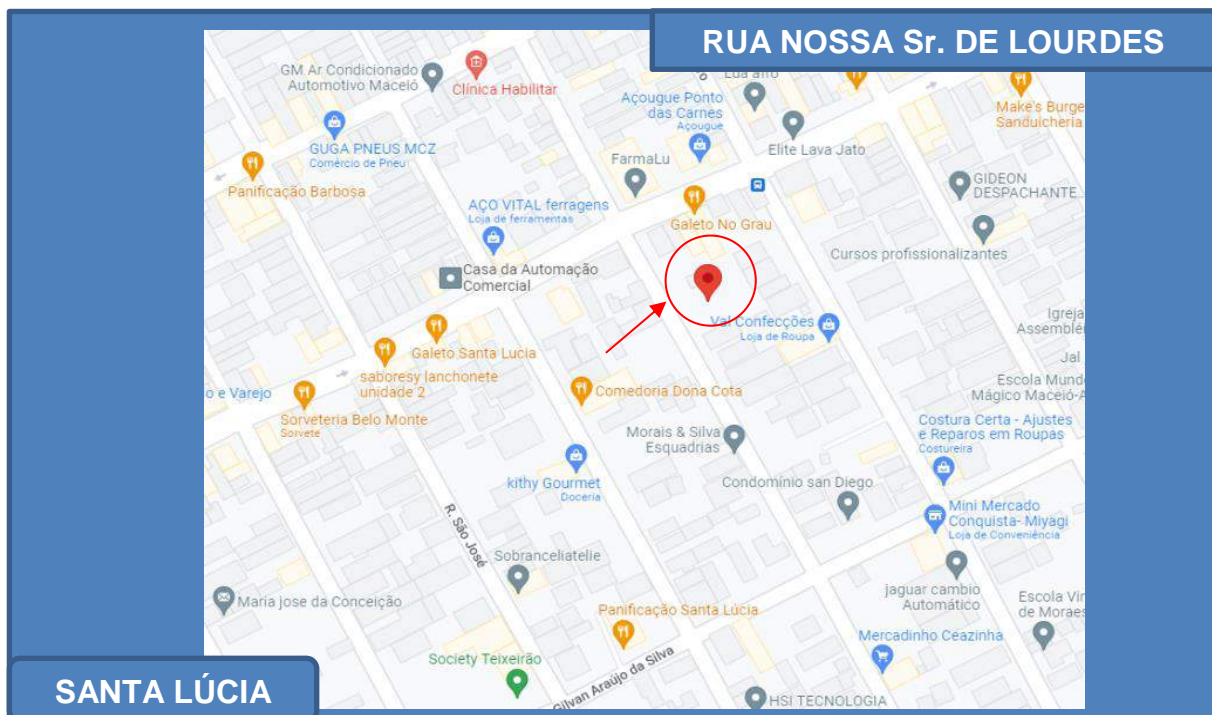 RUA NOSSA Sr. DE LOURDES
GM Ar Condicionado
Automotivo Maceió
Clínica Habilitar
Açougue Ponto
das Carnes
Açougue
Make's Burge
Sanduicheria
GUGA PNEUS MCZ
Comércio de Pneu
FarmaLu
Elite Lava Jato
Panificação Barbosa
AÇO VITAL ferragens
Loja de ferramentas
GIDEON
DESPACHANTE
Galeto No Grau
Cursos profissionalizantes
Casa da Automação
Comercial
Val Confecções
Loja de Roupa
Igreja
Assemblé
Jal
Galeto Santa Lucia
saboresy lanchonete
unidade 2
o e Varejo
Comedoria Dona Cota
Escola Mund
Mágico Maceió-A
Sorveteria Belo Monte
Sorvete
Morais & Silva
Esquadrias
Costura Certa - Ajustes
e Reparos em Roupas
Costureira
kithy Gourmet
Doceria
Condomínio san Diego
Mini Mercado
Conquista- Miyagi
Loja de Conveniência
R. São José
Sobranceliatelie
jaguar cambio
Automático
Escola Vin
de Moraes
Maria jose da Conceição
Panificação Santa Lúcia
Mercadinho Ceazinha
Society Teixeirão
Gilvan Araújo da Silva
HSI TECNOLOGIA
SANTA LÚCIA